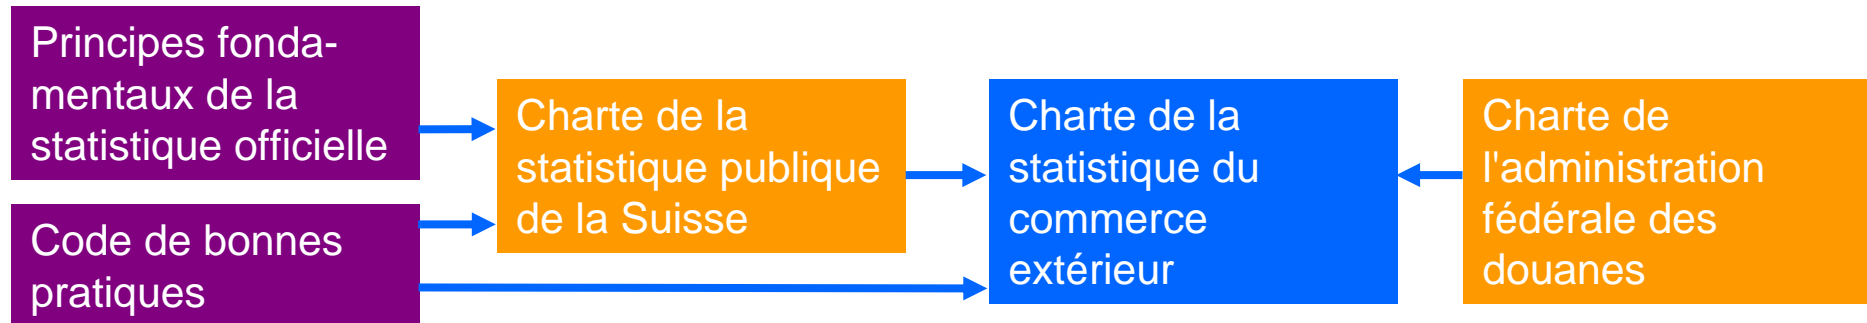 Principes fonda-
mentaux de la
statistique officielle
Code de bonnes
pratiques
Charte de la
statistique publique
de la Suisse
Charte de la
statistique du
commerce
extérieur
Charte de
l'administration
fédérale des
douanes